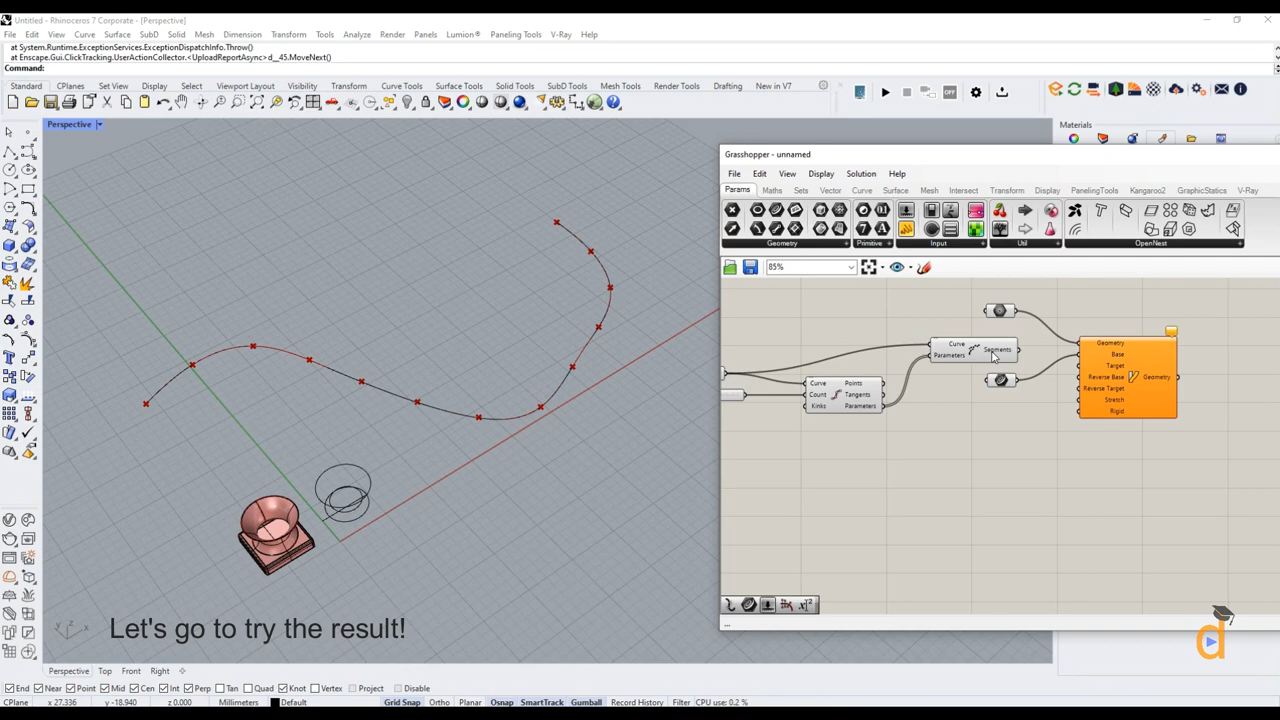 Untitled - Rhinoceros 7 Corporate - [Perspective]
File Edit View Curve Surface SubD Solid Mesh Dimension Transform Tools Analyze Render Panels Lumion® Paneling Tools V-Ray Help
at System.Runtime.ExceptionServices.ExceptionDispatchInfo.Throw()
at Enscape.Gui.ClickTracking.UserActionCollector.<UploadReportAsync>d__45.MoveNext()
Command:
Standard CPlanes Set View Display Select Viewport Layout Visibility Transform Curve Tools Surface Tools Solid Tools SubD Tools Mesh Tools Render Tools Drafting New in V7
OFF
Perspective
Materials
Grasshopper - unnamed
File Edit View Display Solution Help
Params Maths Sets Vector Curve Surface Mesh Intersect Transform Display PanelingTools Kangaroo2 GraphicStatics V-Ray
Geometry Primitive Input Util OpenNest
85%
Curve
Parameters
Segments
Curve
Count
Kinks
Points
Tangents
Parameters
Geometry
Base
Target
Reverse Base
Reverse Target
Stretch
Rigid
Geometry
...
d
z y x
Let's go to try the result!
Perspective Top Front Right
End Near Point Mid Cen Int Perp Tan Quad Knot Vertex Project Disable
CPlane x 27.336 y -18.940 z 0.000 Millimeters Default Grid Snap Ortho Planar Osnap SmartTrack Gumball Record History Filter CPU use: 0.2 %